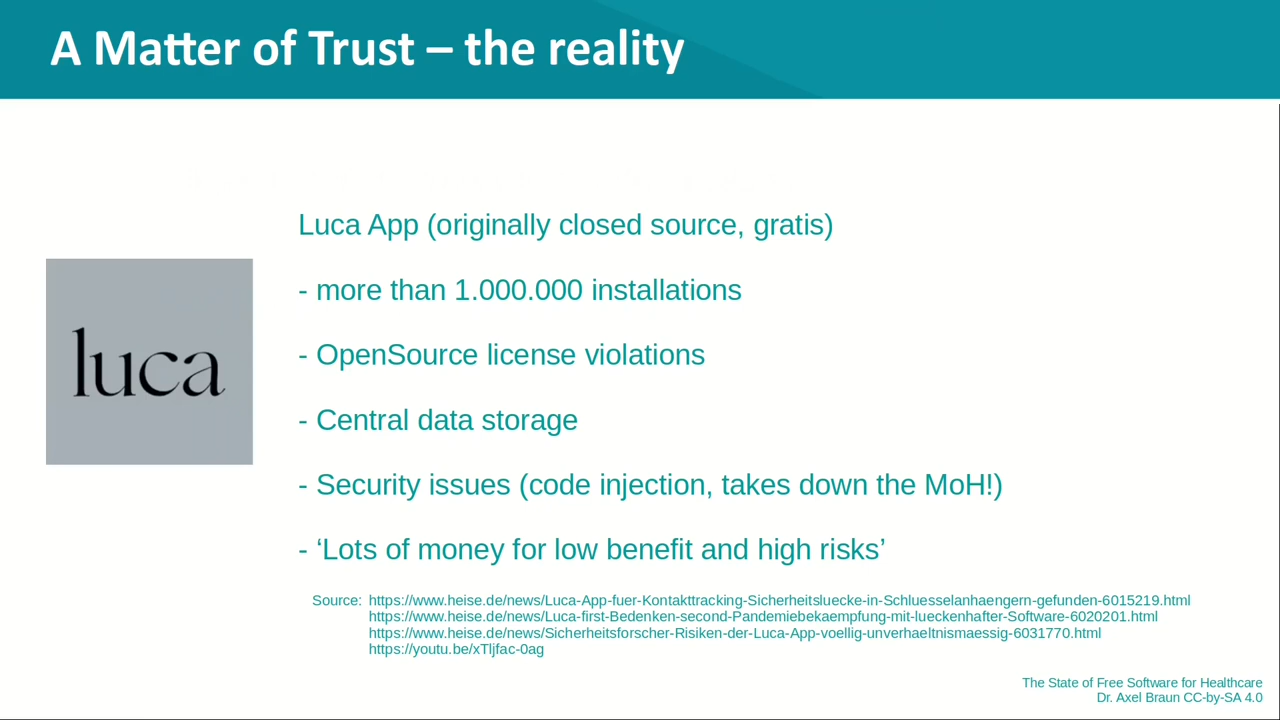 A Matter of Trust – the reality
Luca App (originally closed source, gratis)
- more than 1.000.000 installations
luca
- OpenSource license violations
- Central data storage
- Security issues (code injection, takes down the MoH!)
- ‘Lots of money for low benefit and high risks’
Source: https://www.heise.de/news/Luca-App-fuer-Kontakttracking-Sicherheitsluecke-in-Schluesselanhaengern-gefunden-6015219.html
https://www.heise.de/news/Luca-first-Bedenken-second-Pandemiebekaempfung-mit-lueckenhafter-Software-6020201.html
https://www.heise.de/news/Sicherheitsforscher-Risiken-der-Luca-App-voellig-unverhaeltnismaessig-6031770.html
https://youtu.be/xTljfac-0ag
The State of Free Software for Healthcare
Dr. Axel Braun CC-by-SA 4.0